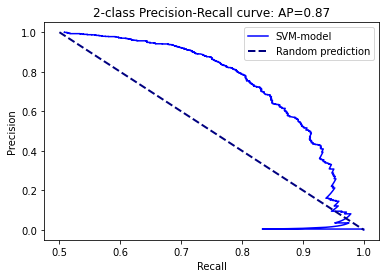 2-class Precision-Recall curve: AP=0.87
SVM-model
Random prediction
Precision
1.0
0.8
0.6
0.4
0.2
0.0
0.5 0.6 0.7 0.8 0.9 1.0
Recall